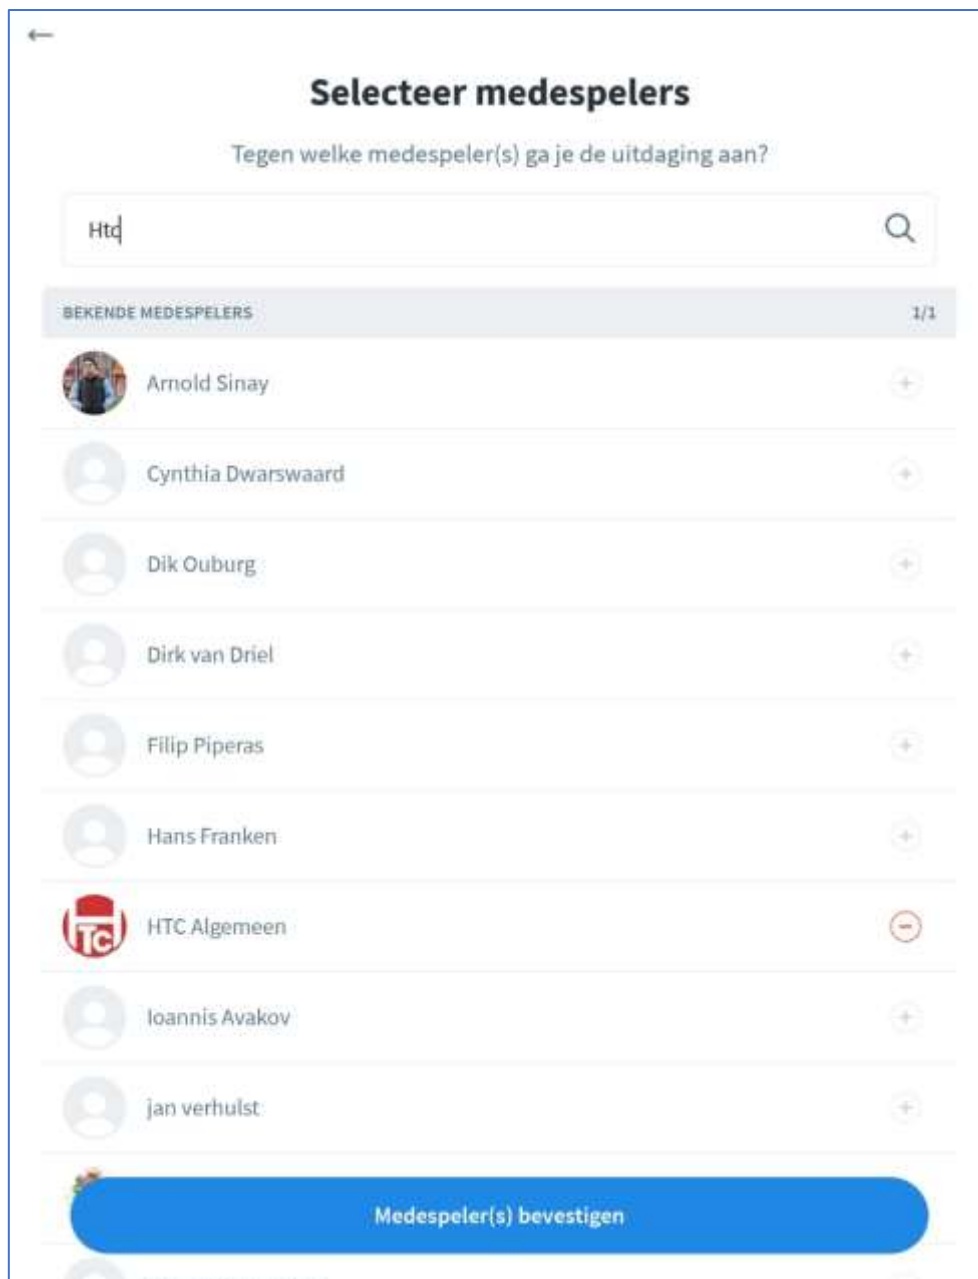 Selecteer medespelers
Tegen welke medespeler(s) ga je de uitdaging aan?
Htc
BEKENDE MEDESPELERS 1/1
Arnold Sinay
Cynthia Dwarswaard
Dik Ouburg
Dirk van Driel
Filip Piperas
Hans Franken
HTC Algemeen
TC
Ioannis Avakov
jan verhulst
Medespeler(s) bevestigen